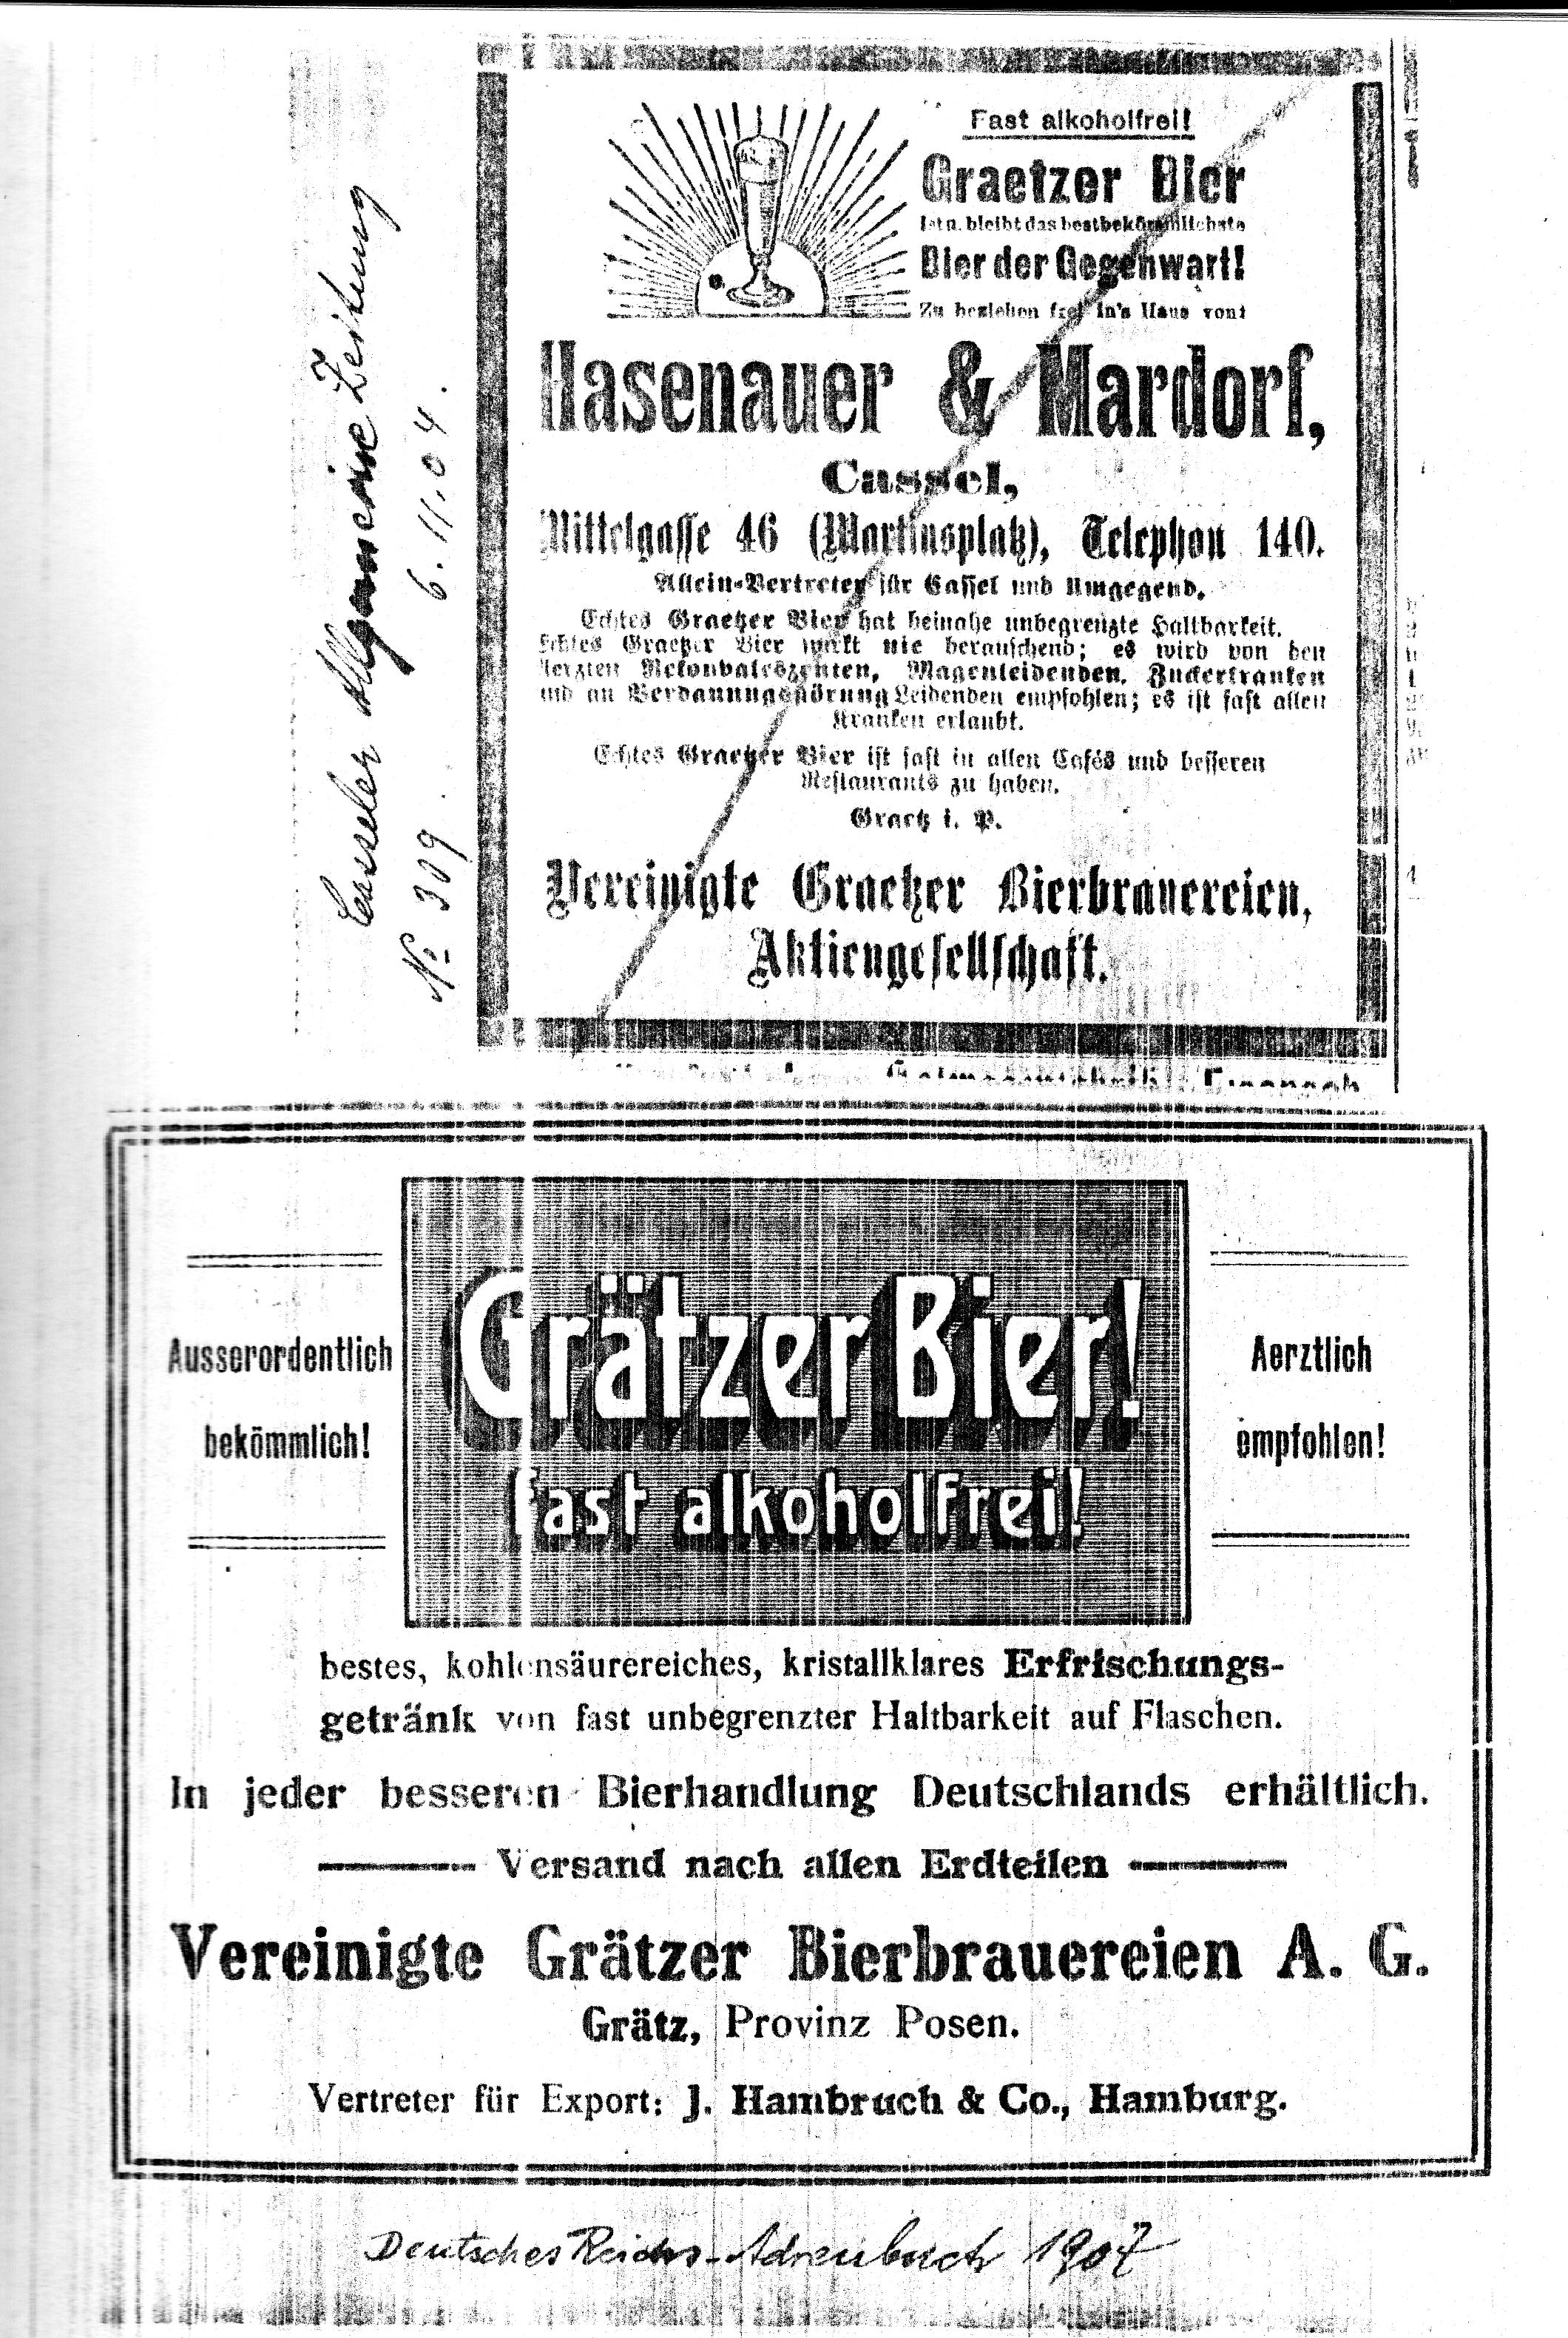 Casseler Allgemeine Zeitung
No 309. 6.11.04.
Fast alkoholfrei!
Graetzer Bier
ist u. bleibt das bestbekömmlichste
Bier der Gegenwart!
Zu beziehen frei in's Haus von:
Hasenauer & Mardorf,
Cassel,
Mittelgasse 46 (Martinsplatz), Telephon 140.
Allein-Vertreter für Cassel und Umgegend.
Echtes Graetzer Bier hat beinahe unbegrenzte Haltbarkeit.
Echtes Graetzer Bier wirkt nie berauschend; es wird von den
Aerzten Rekonvaleszenten, Magenleidenden, Zuckerkranken
und an Verdauungsstörung Leidenden empfohlen; es ist fast allen
Kranken erlaubt.
Echtes Graetzer Bier ist fast in allen Cafés und besseren
Restaurants zu haben.
Graetz i. P.
Vereinigte Graetzer Bierbrauereien,
Aktiengesellschaft.
Ausserordentlich
bekömmlich!
Grätzer Bier!
fast alkoholfrei!
Aerztlich
empfohlen!
bestes, kohlensäurereiches, kristallklares Erfrischungs-
getränk von fast unbegrenzter Haltbarkeit auf Flaschen.
In jeder besseren Bierhandlung Deutschlands erhältlich.
Versand nach allen Erdteilen
Vereinigte Grätzer Bierbrauereien A. G.
Grätz, Provinz Posen.
Vertreter für Export: J. Hambruch & Co., Hamburg.
Deutsches Reichs-Adressbuch 1907